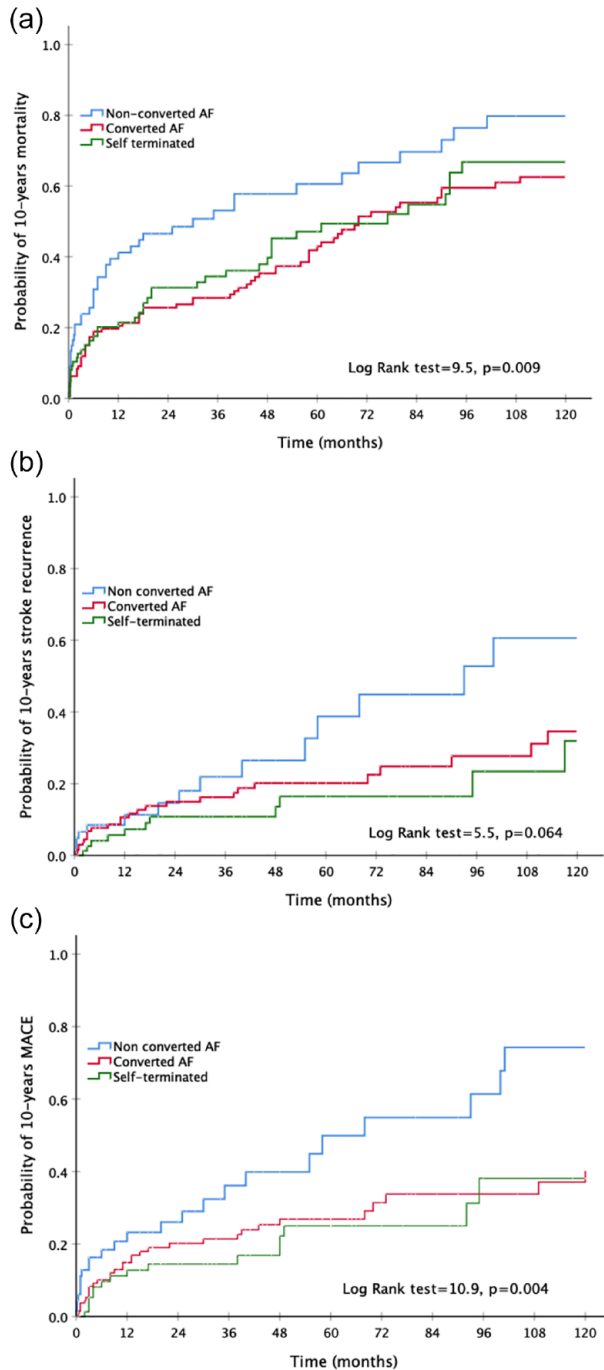 (a)
1.0
0.8
0.6
0.4
0.2
0
Probability of 10-years mortality
Non-converted AF
Converted AF
Self terminated
Log Rank test=9.5, p=0.009
0 12 24 36 48 60 72 84 96 108 120
Time (months)
(b)
1.0
0.8
0.6
0.4
0.2
0.0
Probability of 10-years stroke recurrence
Non converted AF
Converted AF
Self-terminated
Log Rank test=5.5, p=0.064
0 12 24 36 48 60 72 84 96 108 120
Time (months)
(c)
1.0
0.8
0.6
0.4
0.2
0.0
Probability of 10-years MACE
Non converted AF
Converted AF
Self-terminated
Log Rank test=10.9, p=0.004
0 12 24 36 48 60 72 84 96 108 120
Time (months)